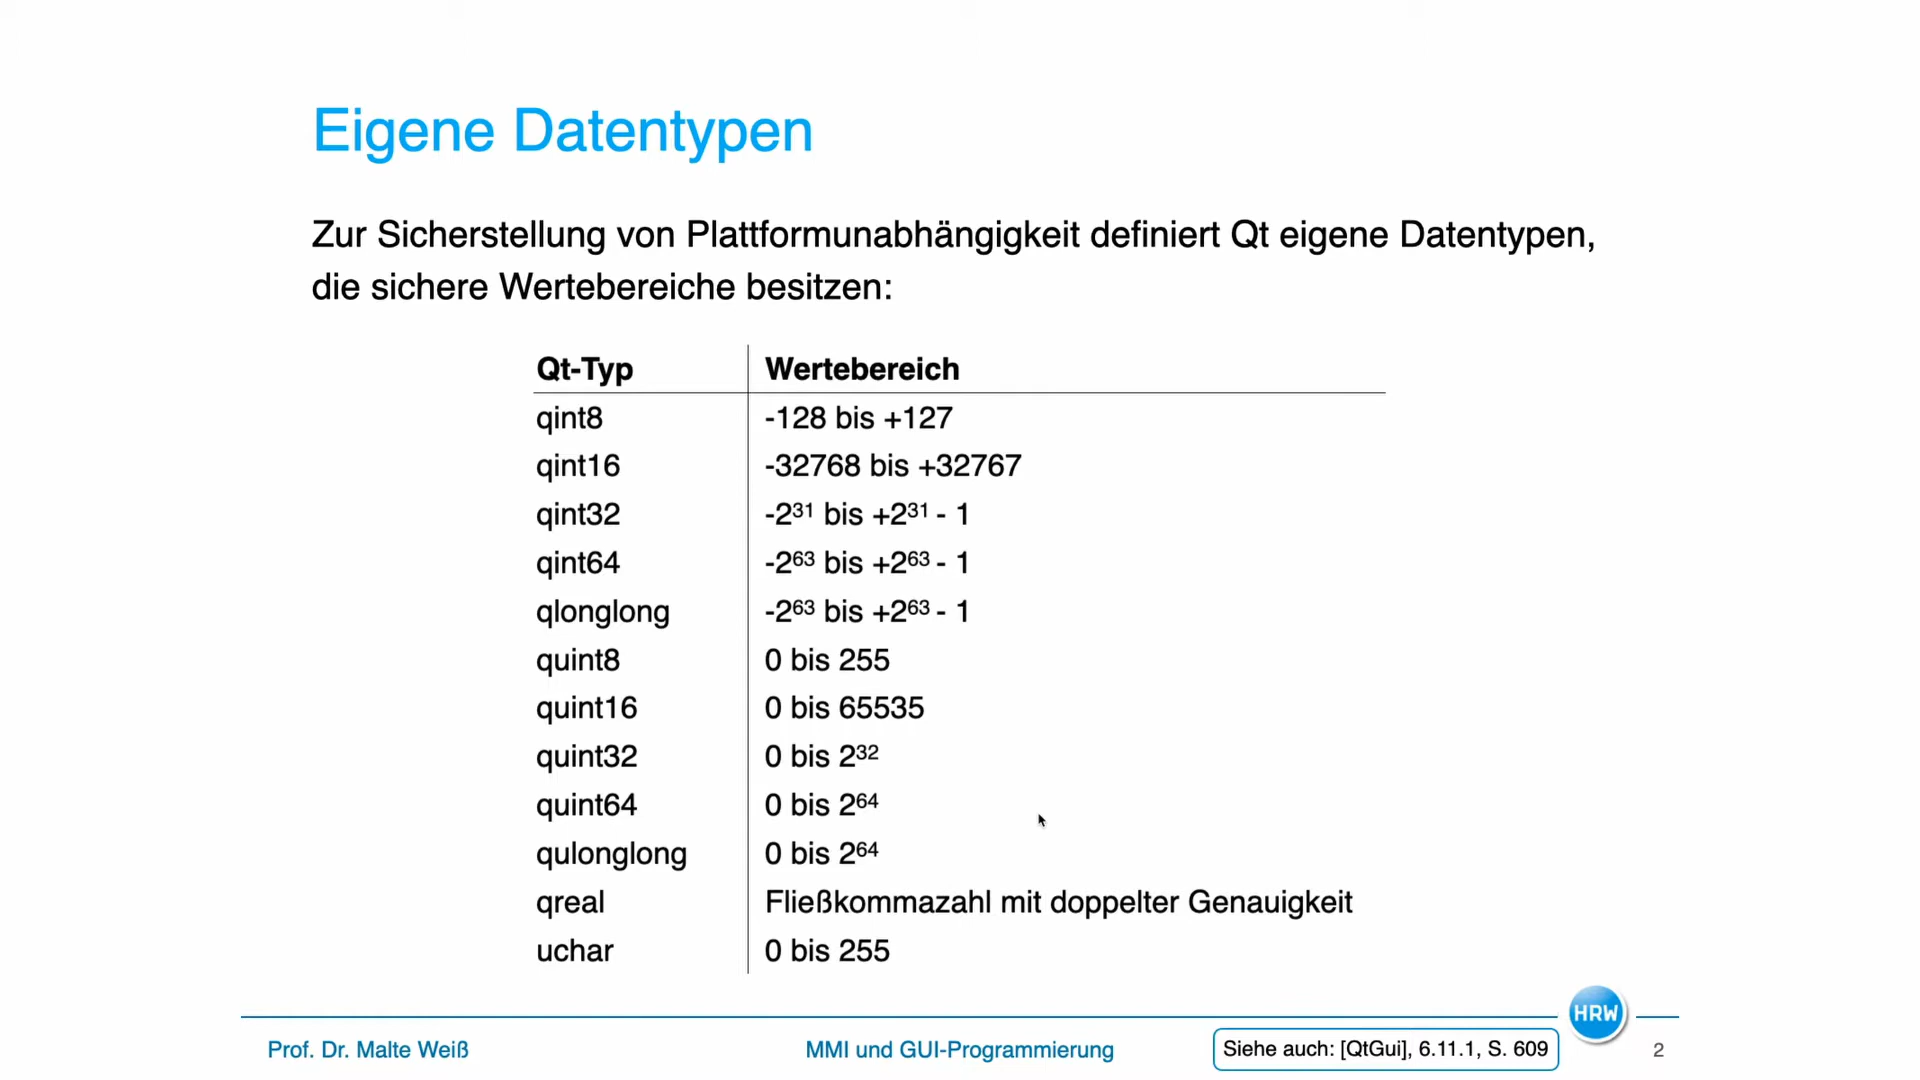 Eigene Datentypen
Zur Sicherstellung von Plattformunabhängigkeit definiert Qt eigene Datentypen,
die sichere Wertebereiche besitzen:
Qt-Typ Wertebereich
qint8 -128 bis +127
qint16 -32768 bis +32767
qint32 -2³¹ bis +2³¹ - 1
qint64 -2⁶³ bis +2⁶³ - 1
qlonglong -2⁶³ bis +2⁶³ - 1
quint8 0 bis 255
quint16 0 bis 65535
quint32 0 bis 2³²
quint64 0 bis 2⁶⁴
qulonglong 0 bis 2⁶⁴
qreal Fließkommazahl mit doppelter Genauigkeit
uchar 0 bis 255
HRW
Prof. Dr. Malte Weiß MMI und GUI-Programmierung Siehe auch: [QtGui], 6.11.1, S. 609 2